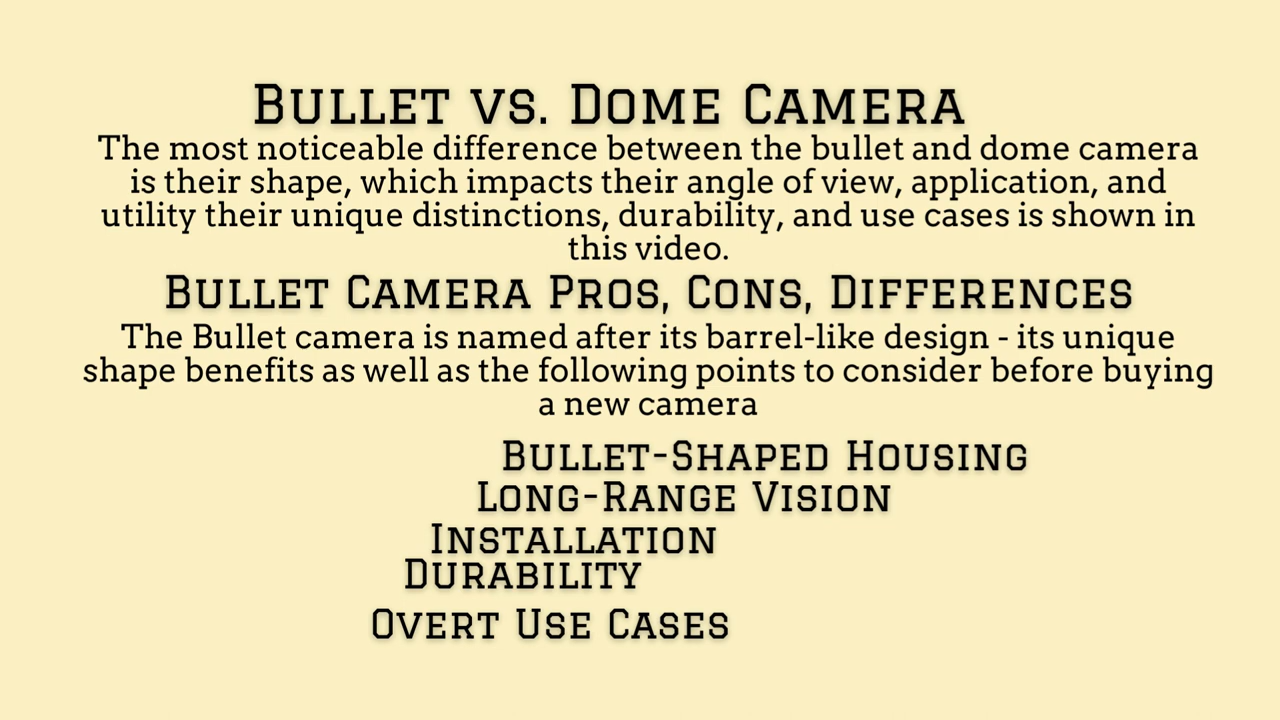 Bullet vs. Dome Camera
The most noticeable difference between the bullet and dome camera
is their shape, which impacts their angle of view, application, and
utility their unique distinctions, durability, and use cases is shown in
this video.
Bullet Camera Pros, Cons, Differences
The Bullet camera is named after its barrel-like design - its unique
shape benefits as well as the following points to consider before buying
a new camera
Bullet-Shaped Housing
Long-Range Vision
Installation
Durability
Overt Use Cases